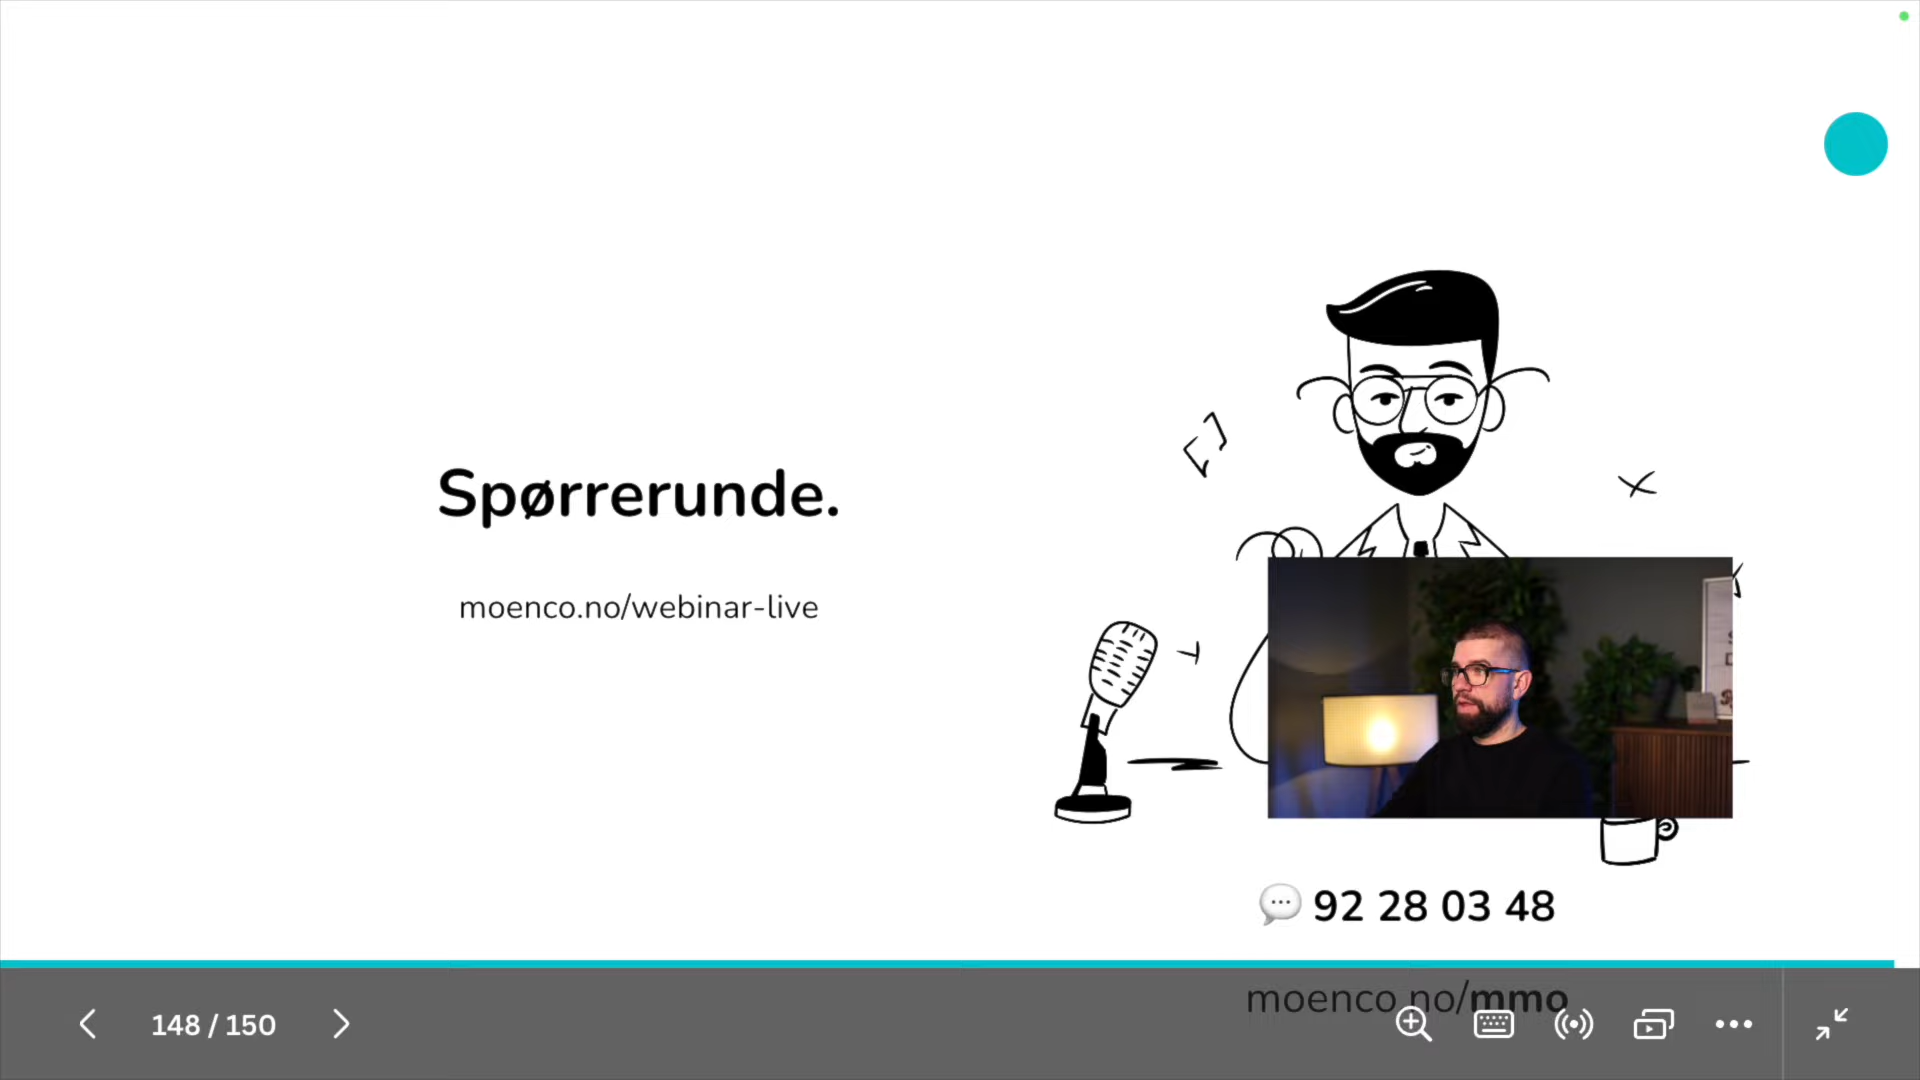 Spørrerunde.
moenco.no/webinar-live
💬 92 28 03 48
moenco.no/mmo
148 / 150